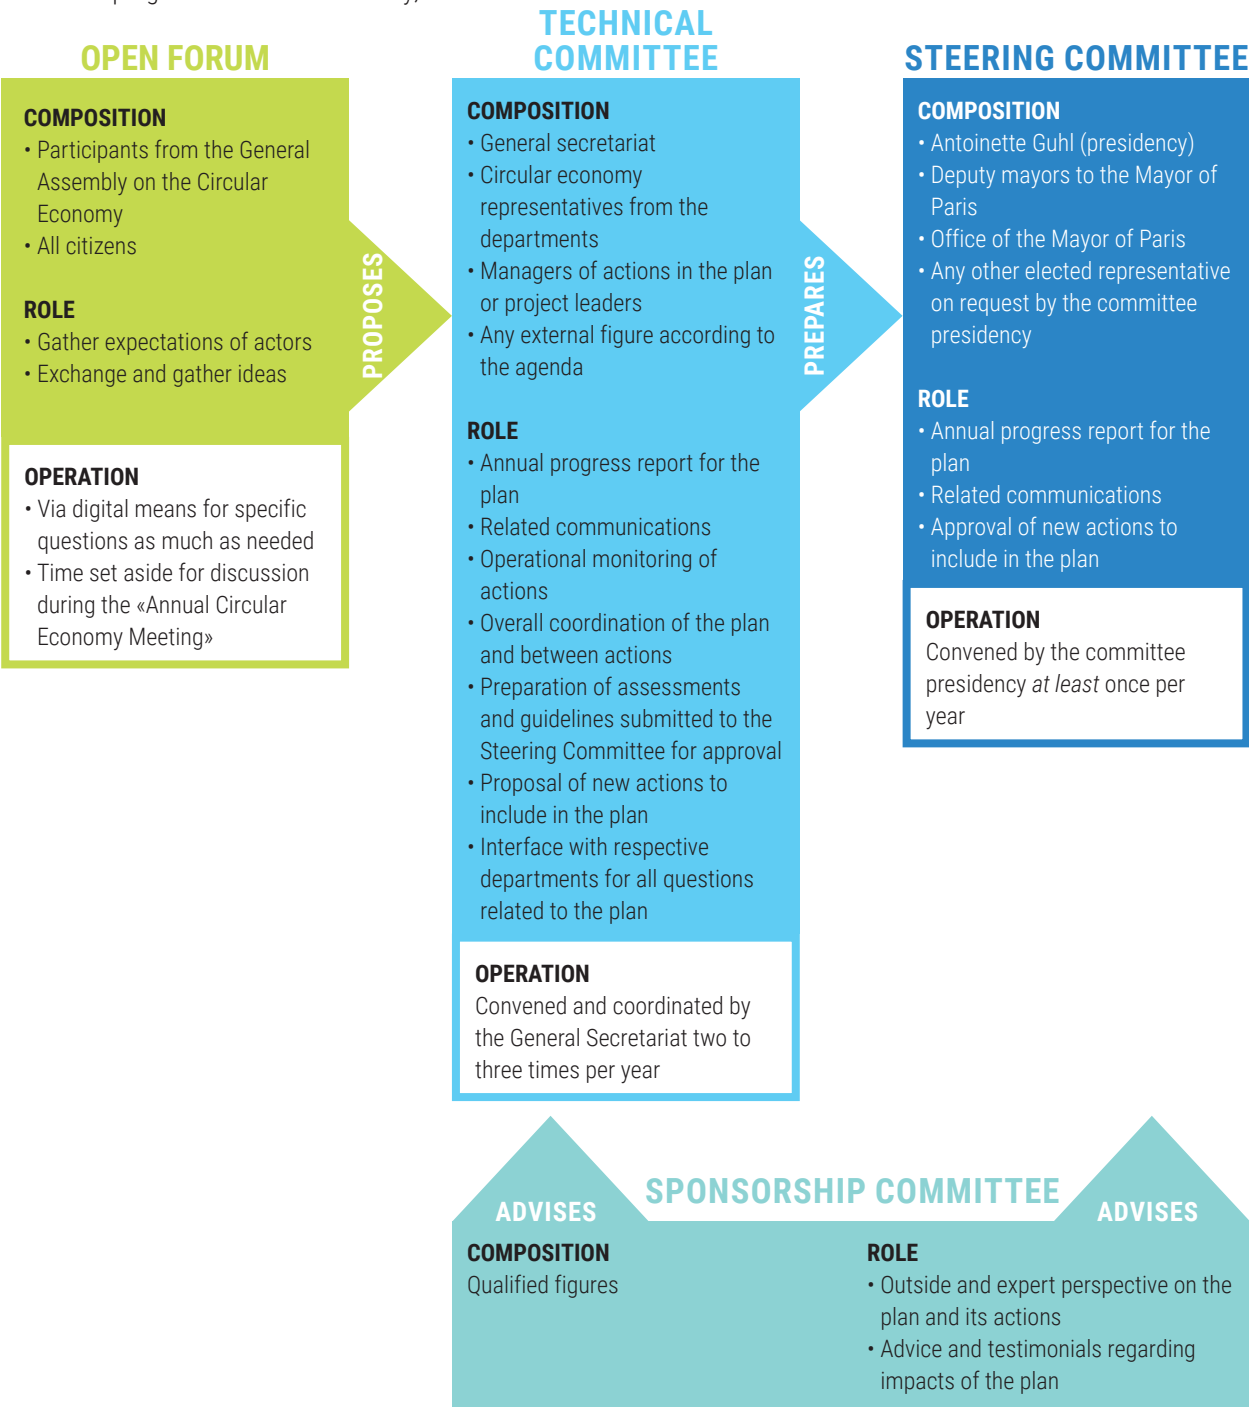 OPEN FORUM
COMPOSITION
• Participants from the General
Assembly on the Circular
Economy
• All citizens
ROLE
• Gather expectations of actors
• Exchange and gather ideas
OPERATION
• Via digital means for specific
questions as much as needed
• Time set aside for discussion
during the «Annual Circular
Economy Meeting»
PROPOSES
TECHNICAL
COMMITTEE
COMPOSITION
• General secretariat
• Circular economy
representatives from the
departments
• Managers of actions in the plan
or project leaders
• Any external figure according to
the agenda
ROLE
• Annual progress report for the
plan
• Related communications
• Operational monitoring of
actions
• Overall coordination of the plan
and between actions
• Preparation of assessments
and guidelines submitted to the
Steering Committee for approval
• Proposal of new actions to
include in the plan
• Interface with respective
departments for all questions
related to the plan
OPERATION
Convened and coordinated by
the General Secretariat two to
three times per year
PREPARES
STEERING COMMITTEE
COMPOSITION
• Antoinette Guhl (presidency)
• Deputy mayors to the Mayor of
Paris
• Office of the Mayor of Paris
• Any other elected representative
on request by the committee
presidency
ROLE
• Annual progress report for the
plan
• Related communications
• Approval of new actions to
include in the plan
OPERATION
Convened by the committee
presidency at least once per
year
ADVISES
SPONSORSHIP COMMITTEE
ADVISES
COMPOSITION
Qualified figures
ROLE
• Outside and expert perspective on the
plan and its actions
• Advice and testimonials regarding
impacts of the plan